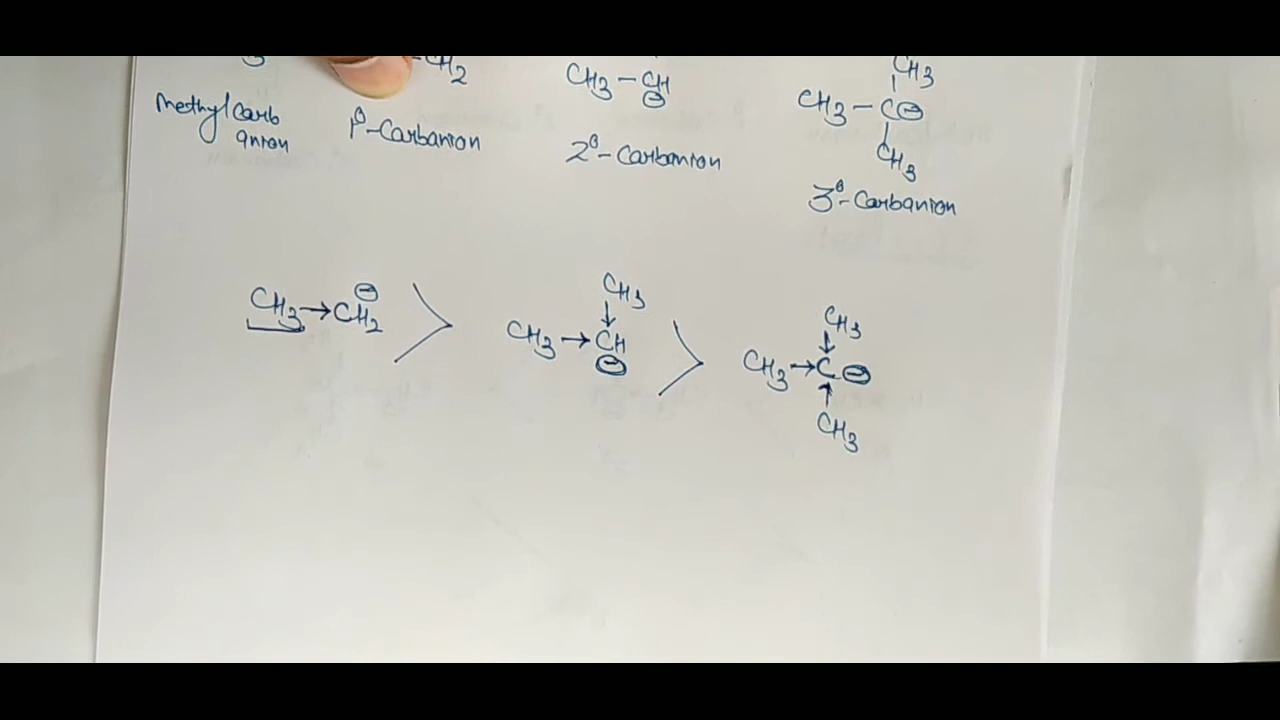 CH3
CH2
CH3 – CH
⊖
CH3 – C⊖
CH3
Methyl carb
anion
1° - Carbanion
2° - Carbanion
3° - Carbanion
⊖
CH3 → CH2 >
CH3
↓
CH3 → CH >
⊖
CH3
↓
CH3 → C ⊖
↑
CH3